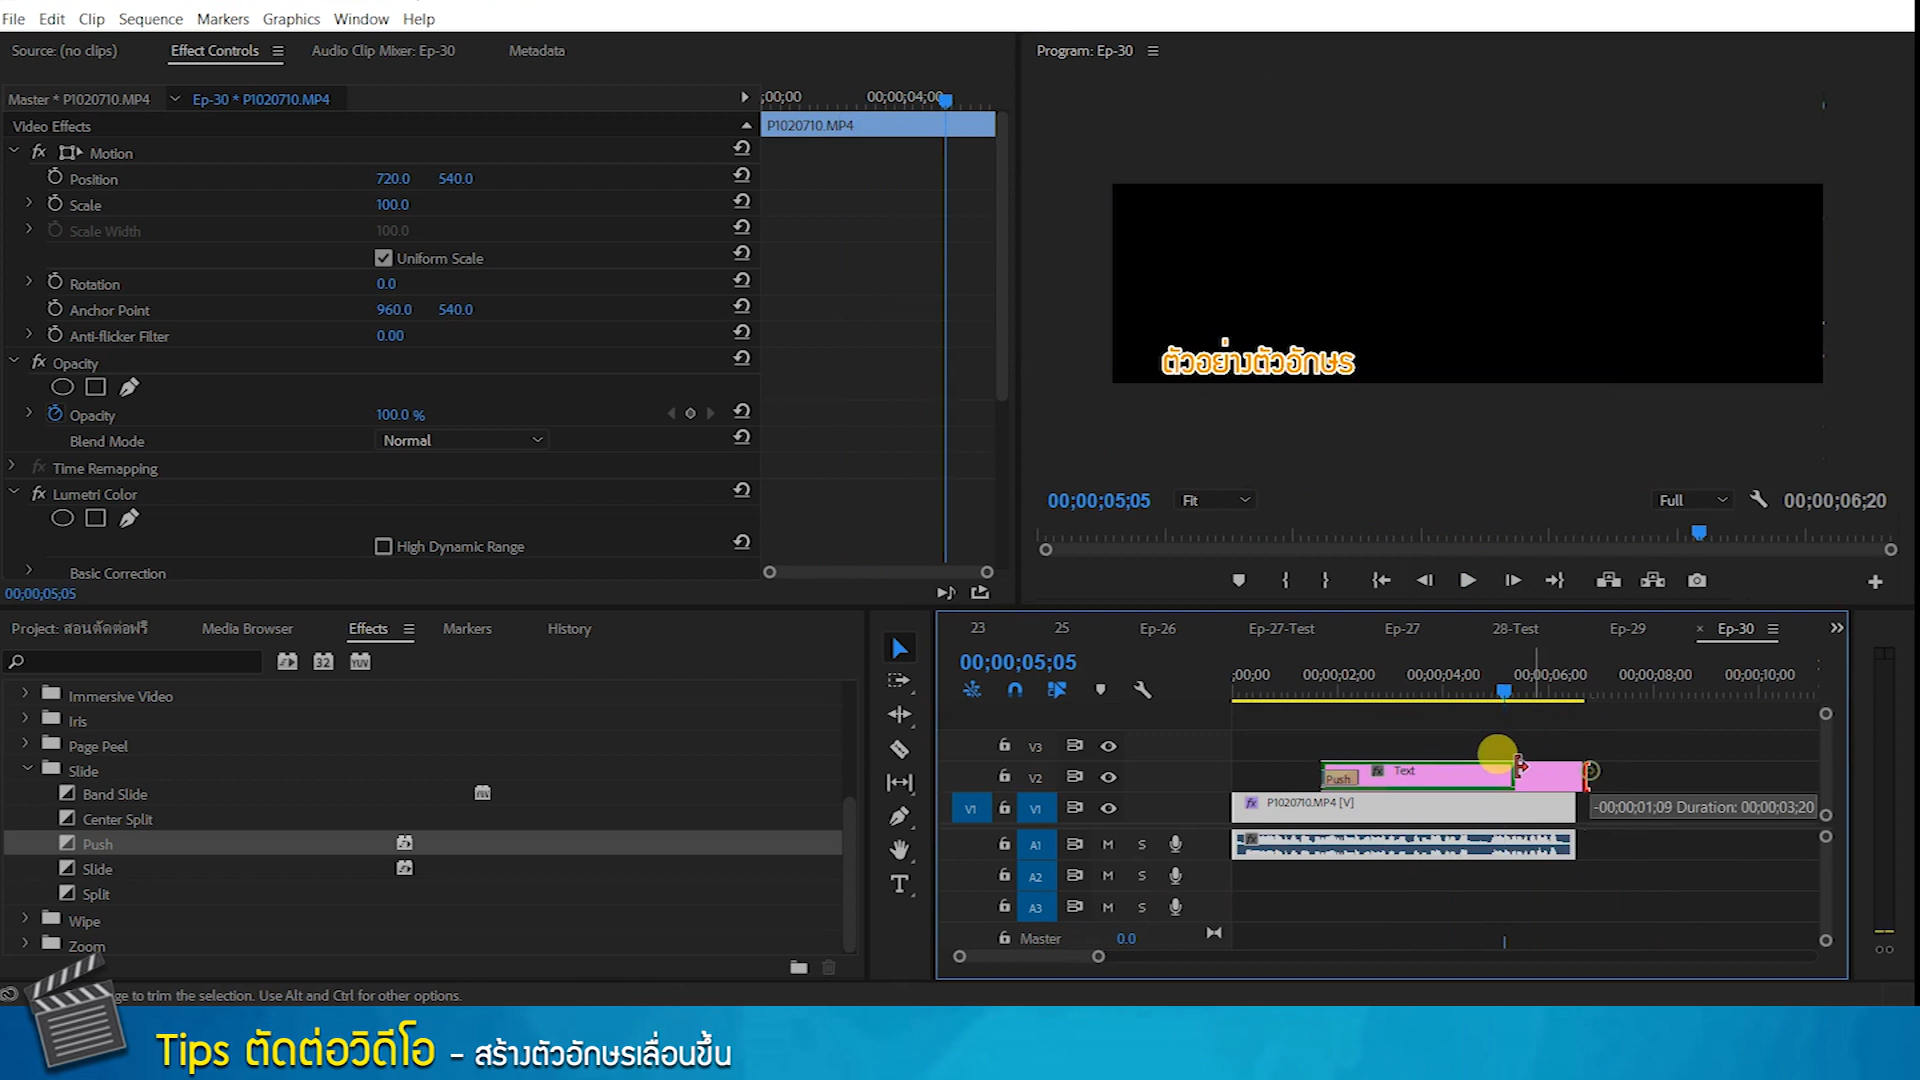 File Edit Clip Sequence Markers Graphics Window Help
Source: (no clips) Effect Controls Audio Clip Mixer: Ep-30 Metadata
Program: Ep-30
Master * P1020710.MP4 Ep-30 * P1020710.MP4
;00;00 00;00;04;00
Video Effects
P1020710.MP4
fx Motion
Position 720.0 540.0
Scale 100.0
Scale Width 100.0
Uniform Scale
Rotation 0.0
Anchor Point 960.0 540.0
Anti-flicker Filter 0.00
fx Opacity
Opacity 100.0 %
Blend Mode Normal
fx Time Remapping
fx Lumetri Color
High Dynamic Range
Basic Correction
00;00;05;05
ตัวอย่างตัวอักษร
00;00;05;05 Fit Full 00;00;06;20
Project: สอนตัดต่อฟรี Media Browser Effects Markers History
32 YUV
Immersive Video
Iris
Page Peel
Slide
Band Slide
Center Split
Push
Slide
Split
Wipe
Zoom
23 25 Ep-26 Ep-27-Test Ep-27 28-Test Ep-29 × Ep-30
00;00;05;05
;00;00 00;00;02;00 00;00;04;00 00;00;06;00 00;00;08;00 00;00;10;00
V3
V2 Push fx Text
V1 V1 fx P1020710.MP4 [V]
-00;00;01;09 Duration: 00;00;03;20
A1 M S fx
A2 M S
A3 M S
Master 0.0
ge to trim the selection. Use Alt and Ctrl for other options.
Tips ตัดต่อวิดีโอ - สร้างตัวอักษรเลื่อนขึ้น